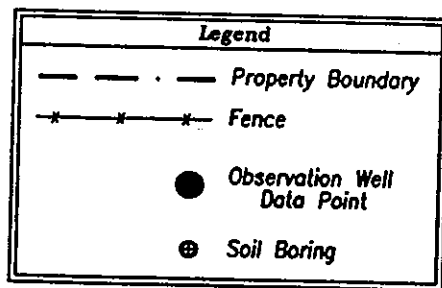 Legend
Property Boundary
Fence
Observation Well
Data Point
Soil Boring